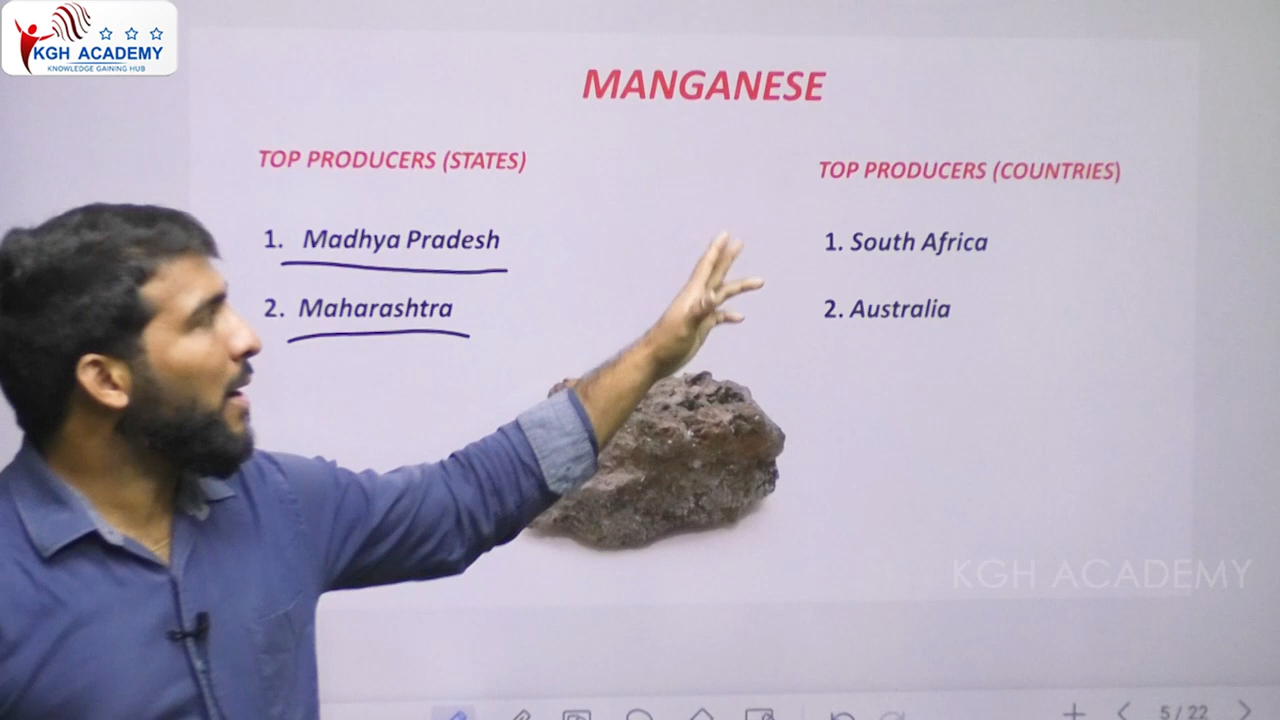 KGH ACADEMY
KNOWLEDGE GAINING HUB
MANGANESE
TOP PRODUCERS (STATES)
1. Madhya Pradesh
2. Maharashtra
TOP PRODUCERS (COUNTRIES)
1. South Africa
2. Australia
KGH ACADEMY
5/22